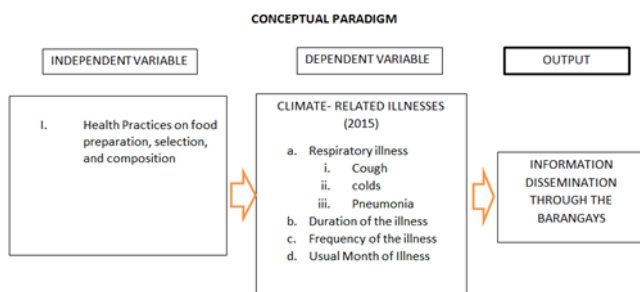 CONCEPTUAL PARADIGM
INDEPENDENT VARIABLE
DEPENDENT VARIABLE
OUTPUT
I. Health Practices on food
preparation, selection,
and composition
CLIMATE- RELATED ILLNESSES
(2015)
a. Respiratory illness
i. Cough
ii. colds
iii. Pneumonia
b. Duration of the illness
c. Frequency of the illness
d. Usual Month of Illness
INFORMATION
DISSEMINATION
THROUGH THE
BARANGAYS